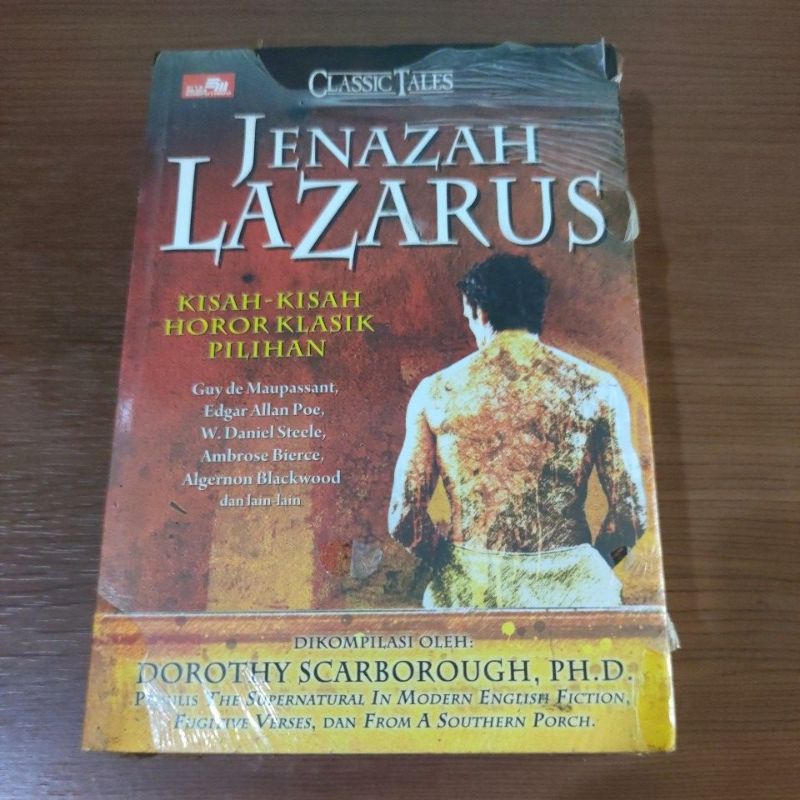 CLASSIC TALES
JENAZAH
LAZARUS
KISAH-KISAH
HOROR KLASIK
PILIHAN
Guy de Maupassant,
Edgar Allan Poe,
W. Daniel Steele,
Ambrose Bierce,
Algernon Blackwood
dan lain-lain
DIKOMPILASI OLEH:
DOROTHY SCARBOROUGH, PH.D.
PENULIS THE SUPERNATURAL IN MODERN ENGLISH FICTION,
FUGITIVE VERSES, DAN FROM A SOUTHERN PORCH.